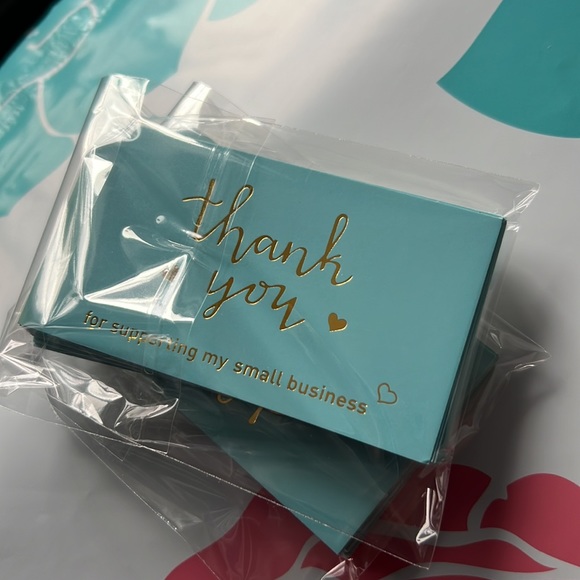 thank
you
for supporting my small business